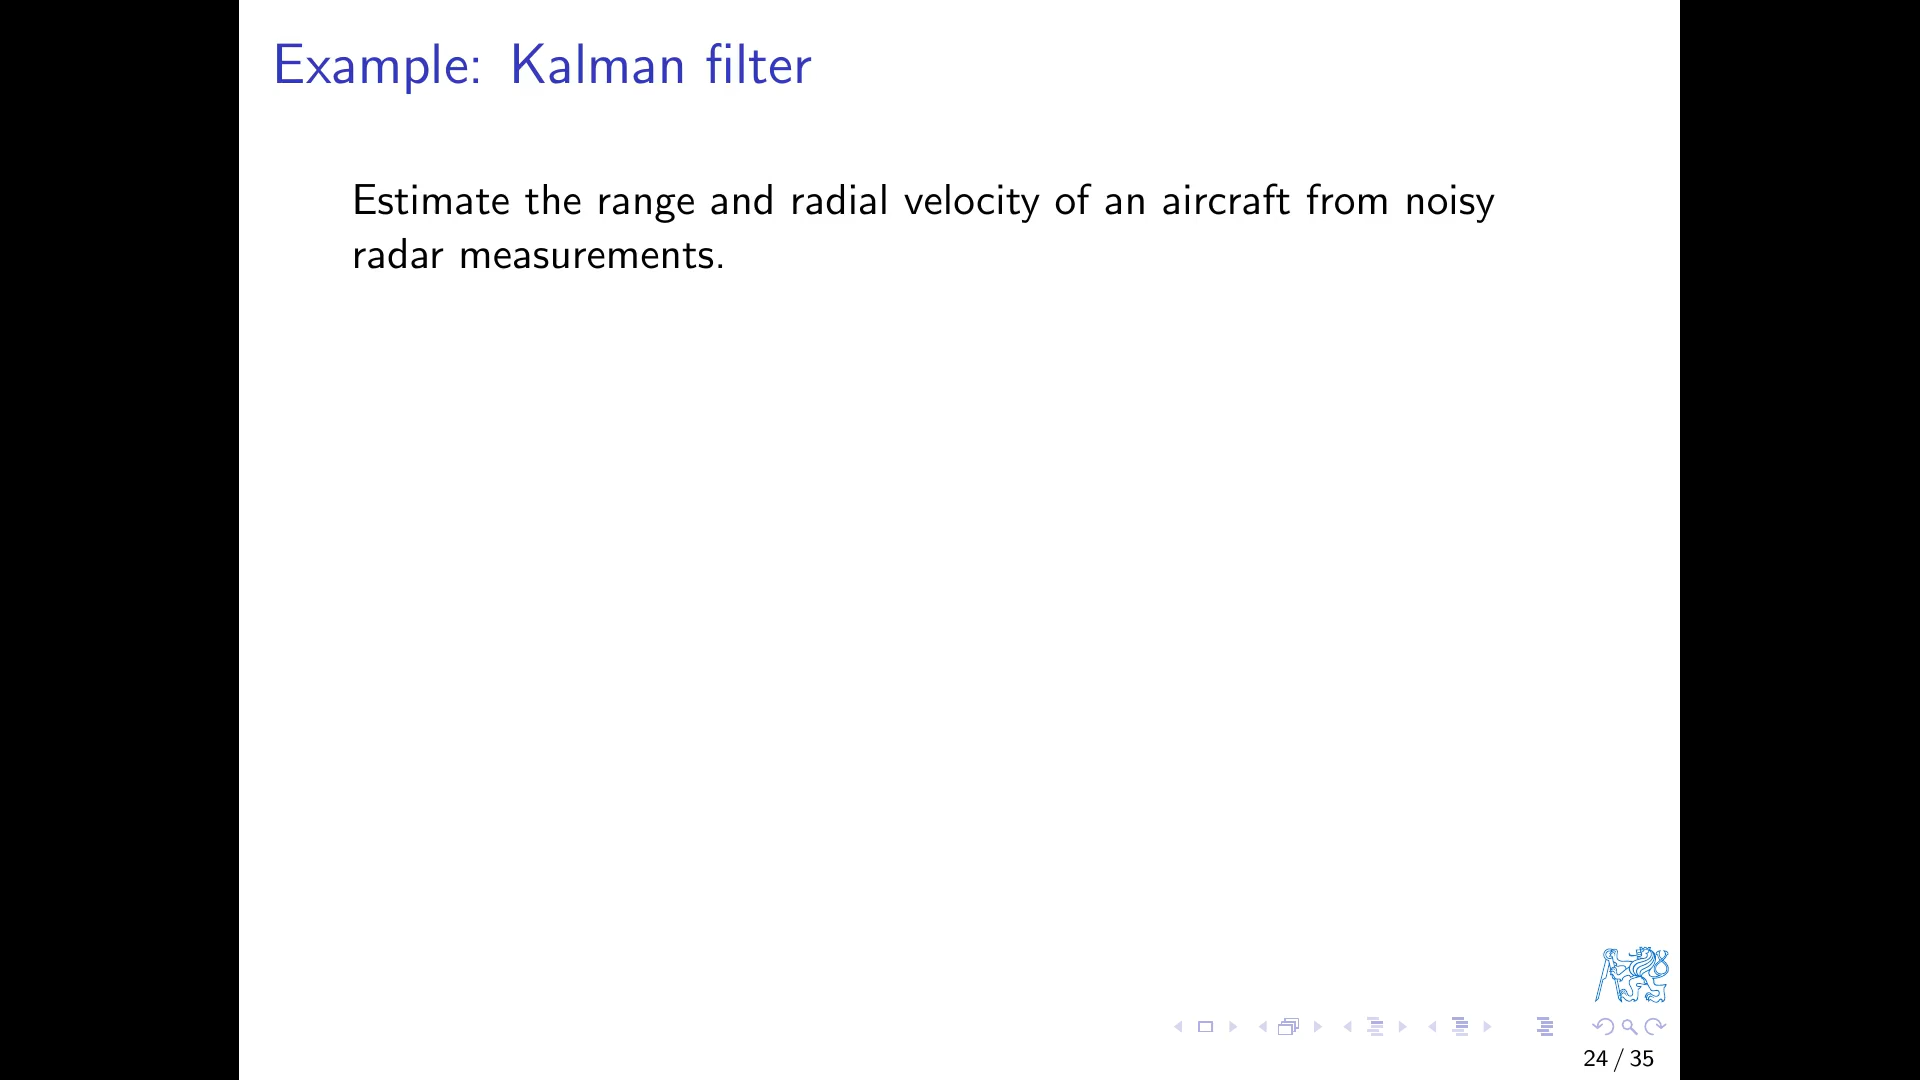 Example: Kalman filter
Estimate the range and radial velocity of an aircraft from noisy
radar measurements.
24 / 35